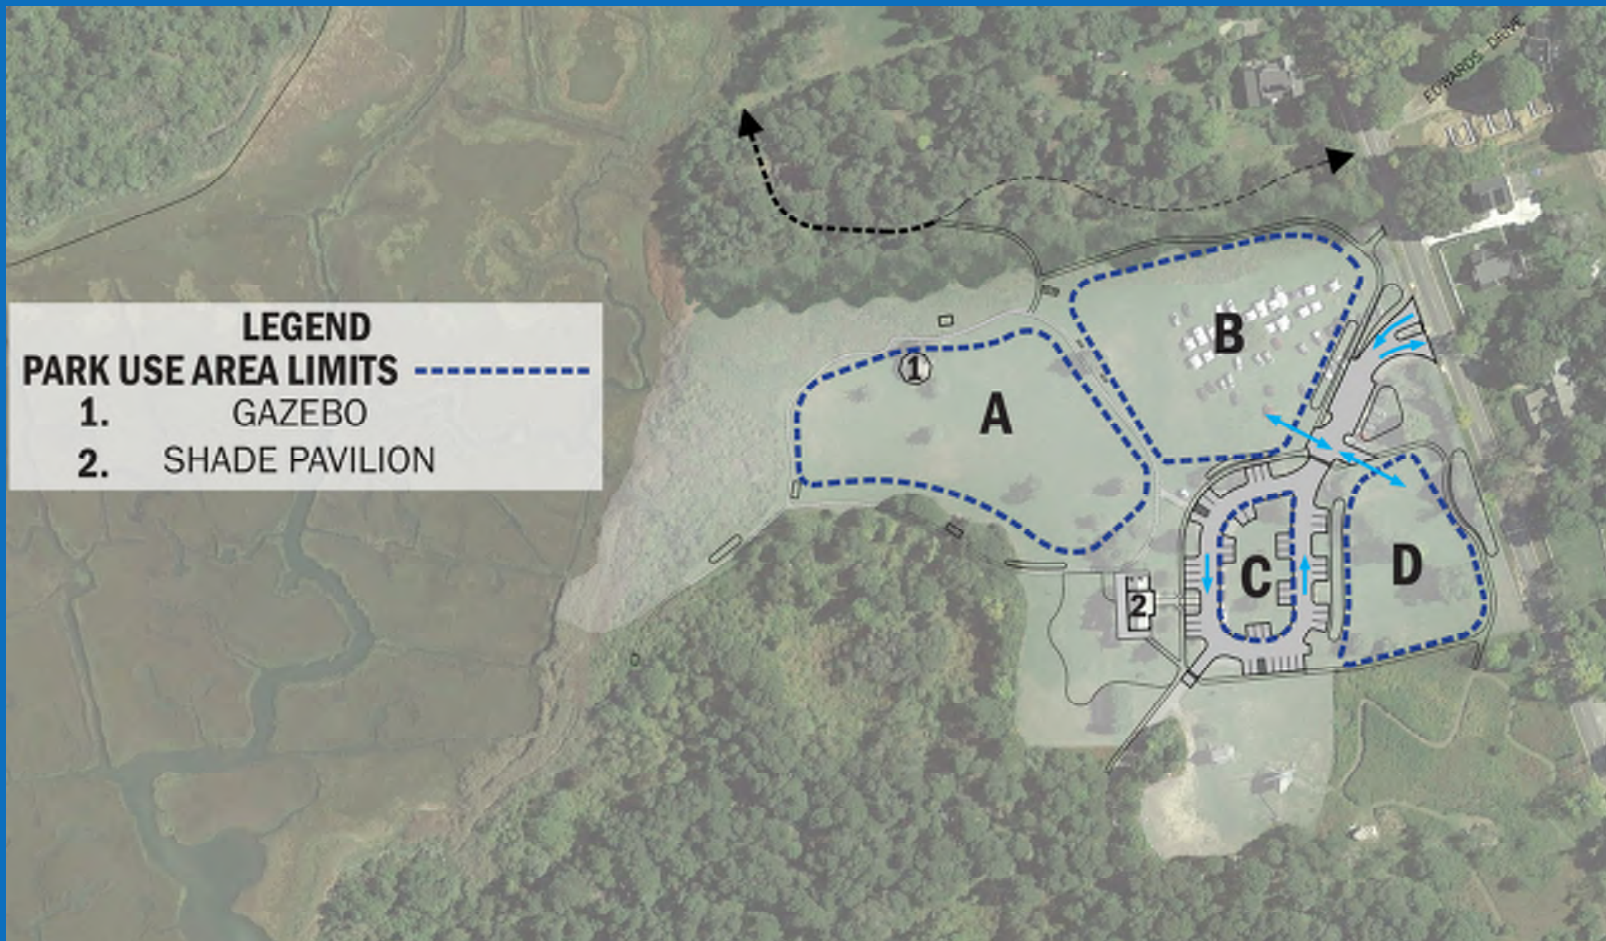 EDWARDS DRIVE
LEGEND
PARK USE AREA LIMITS
1. GAZEBO
2. SHADE PAVILION
1
A
B
C
D
2